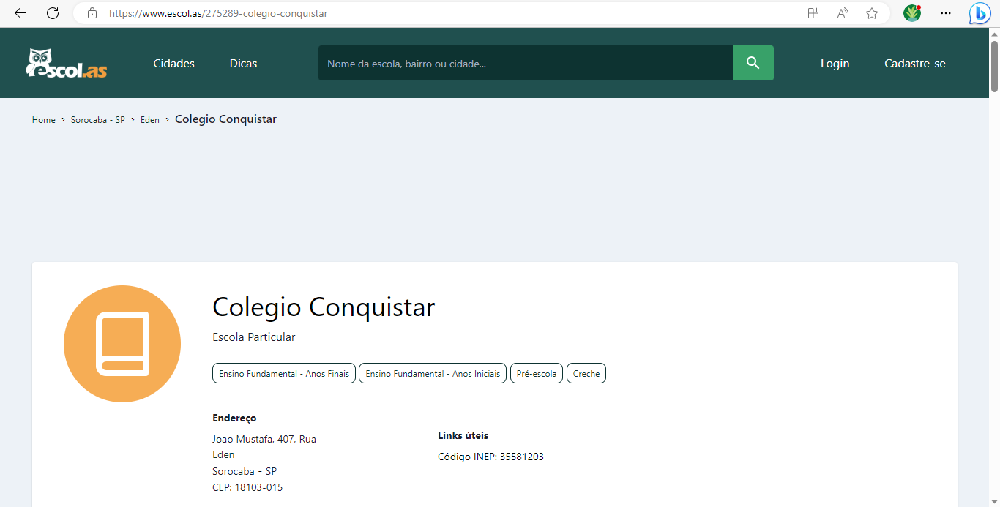 https://www.escol.as/275289-colegio-conquistar
escol.as
Cidades
Dicas
Nome da escola, bairro ou cidade...
Login
Cadastre-se
Home > Sorocaba - SP > Eden > Colegio Conquistar
Colegio Conquistar
Escola Particular
Ensino Fundamental - Anos Finais
Ensino Fundamental - Anos Iniciais
Pré-escola
Creche
Endereço
Joao Mustafa, 407, Rua
Eden
Sorocaba - SP
CEP: 18103-015
Links úteis
Código INEP: 35581203